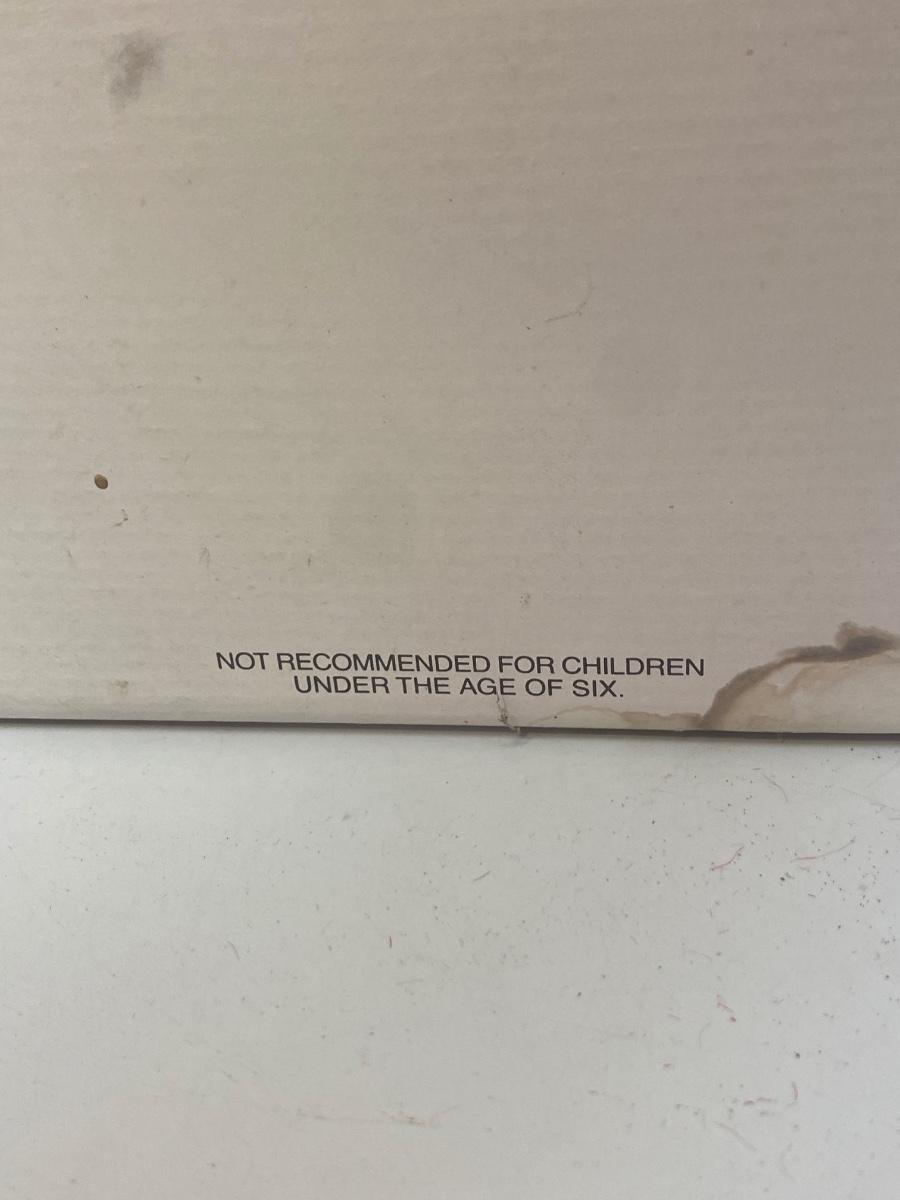 NOT RECOMMENDED FOR CHILDREN
UNDER THE AGE OF SIX.